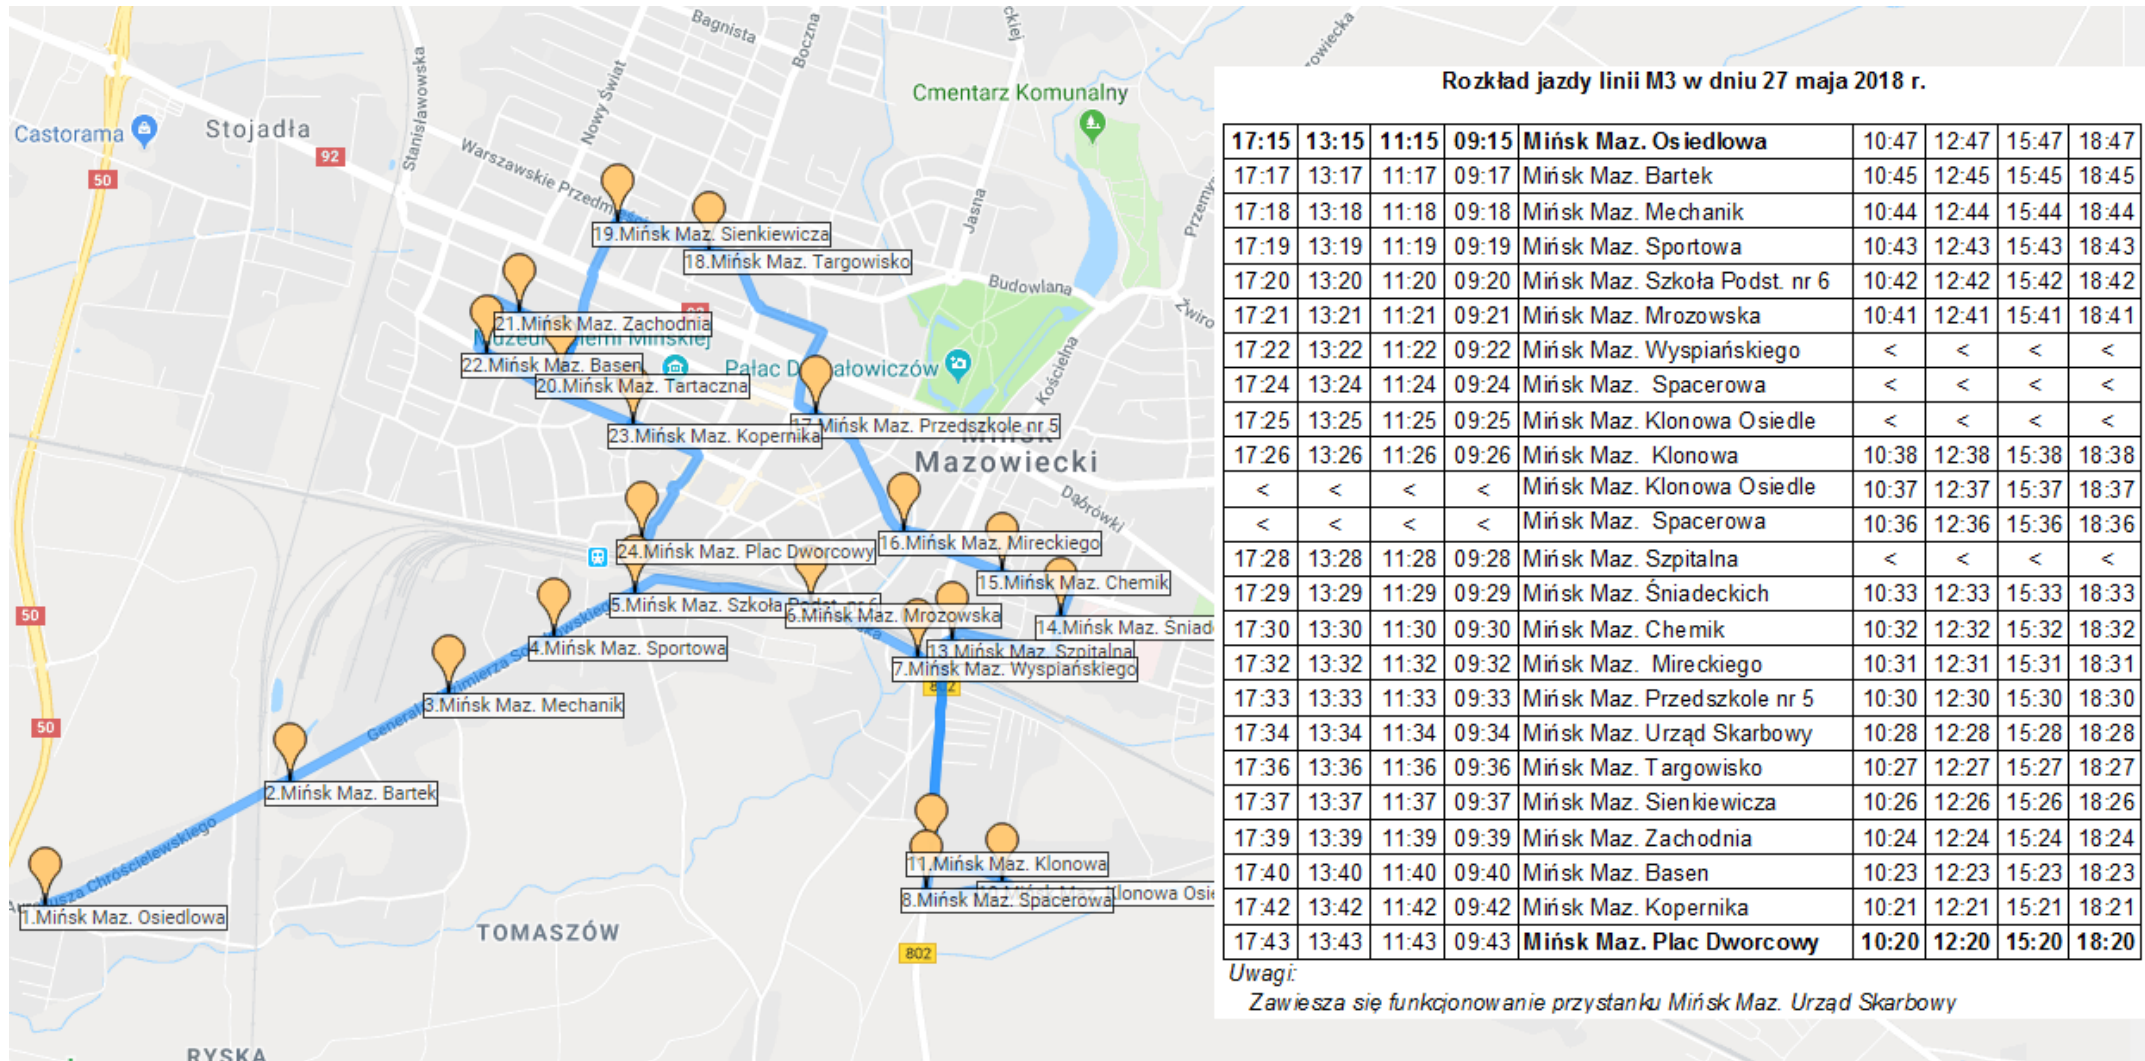 Bagnista
Boczna
Nowy Świat
Stanisławowska
Castorama
Stojadła
92
50
Warszawskie Przedm
Cmentarz Komunalny
Jasna
19.Mińsk Maz. Sienkiewicza
18.Mińsk Maz. Targowisko
Budowlana
21.Mińsk Maz. Zachodnia
22.Mińsk Maz. Basen
20.Mińsk Maz. Tartaczna
Kościelna
23.Mińsk Maz. Kopernika
17.Mińsk Maz. Przedszkole nr 5
Mińsk
Mazowiecki
Dąbrówki
24.Mińsk Maz. Plac Dworcowy
16.Mińsk Maz. Mireckiego
15.Mińsk Maz. Chemik
50
5.Mińsk Maz. Szkoła Podst. nr 6
6.Mińsk Maz. Mrozowska
14.Mińsk Maz. Śniad
4.Mińsk Maz. Sportowa
13.Mińsk Maz. Szpitalna
7.Mińsk Maz. Wyspiańskiego
802
3.Mińsk Maz. Mechanik
50
2.Mińsk Maz. Bartek
11.Mińsk Maz. Klonowa
8.Mińsk Maz. Spacerowa
10.Mińsk Maz. Klonowa Osie
1.Mińsk Maz. Osiedlowa
TOMASZÓW
802
RYSKA
Rozkład jazdy linii M3 w dniu 27 maja 2018 r.
17:15 13:15 11:15 09:15 Mińsk Maz. Osiedlowa 10:47 12:47 15:47 18:47
17:17 13:17 11:17 09:17 Mińsk Maz. Bartek 10:45 12:45 15:45 18:45
17:18 13:18 11:18 09:18 Mińsk Maz. Mechanik 10:44 12:44 15:44 18:44
17:19 13:19 11:19 09:19 Mińsk Maz. Sportowa 10:43 12:43 15:43 18:43
17:20 13:20 11:20 09:20 Mińsk Maz. Szkoła Podst. nr 6 10:42 12:42 15:42 18:42
17:21 13:21 11:21 09:21 Mińsk Maz. Mrozowska 10:41 12:41 15:41 18:41
17:22 13:22 11:22 09:22 Mińsk Maz. Wyspiańskiego < < < <
17:24 13:24 11:24 09:24 Mińsk Maz. Spacerowa < < < <
17:25 13:25 11:25 09:25 Mińsk Maz. Klonowa Osiedle < < < <
17:26 13:26 11:26 09:26 Mińsk Maz. Klonowa 10:38 12:38 15:38 18:38
< < < < Mińsk Maz. Klonowa Osiedle 10:37 12:37 15:37 18:37
< < < < Mińsk Maz. Spacerowa 10:36 12:36 15:36 18:36
17:28 13:28 11:28 09:28 Mińsk Maz. Szpitalna < < < <
17:29 13:29 11:29 09:29 Mińsk Maz. Śniadeckich 10:33 12:33 15:33 18:33
17:30 13:30 11:30 09:30 Mińsk Maz. Chemik 10:32 12:32 15:32 18:32
17:32 13:32 11:32 09:32 Mińsk Maz. Mireckiego 10:31 12:31 15:31 18:31
17:33 13:33 11:33 09:33 Mińsk Maz. Przedszkole nr 5 10:30 12:30 15:30 18:30
17:34 13:34 11:34 09:34 Mińsk Maz. Urząd Skarbowy 10:28 12:28 15:28 18:28
17:36 13:36 11:36 09:36 Mińsk Maz. Targowisko 10:27 12:27 15:27 18:27
17:37 13:37 11:37 09:37 Mińsk Maz. Sienkiewicza 10:26 12:26 15:26 18:26
17:39 13:39 11:39 09:39 Mińsk Maz. Zachodnia 10:24 12:24 15:24 18:24
17:40 13:40 11:40 09:40 Mińsk Maz. Basen 10:23 12:23 15:23 18:23
17:42 13:42 11:42 09:42 Mińsk Maz. Kopernika 10:21 12:21 15:21 18:21
17:43 13:43 11:43 09:43 Mińsk Maz. Plac Dworcowy 10:20 12:20 15:20 18:20
Uwagi:
Zawiesza się funkcjonowanie przystanku Mińsk Maz. Urząd Skarbowy